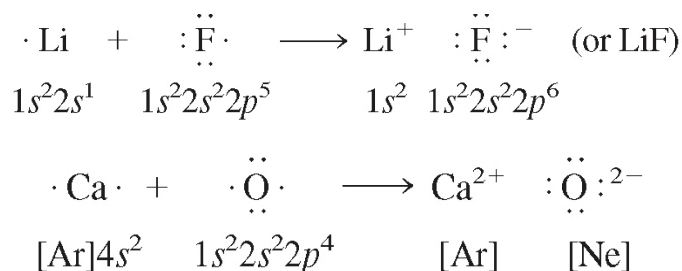 · Li + :F̤̈· ⟶ Li⁺ :F̤̈:⁻ (or LiF)
1s²2s¹ 1s²2s²2p⁵ 1s² 1s²2s²2p⁶
· Ca · + ·Ö̤· ⟶ Ca²⁺ :Ö̤:²⁻
[Ar]4s² 1s²2s²2p⁴ [Ar] [Ne]